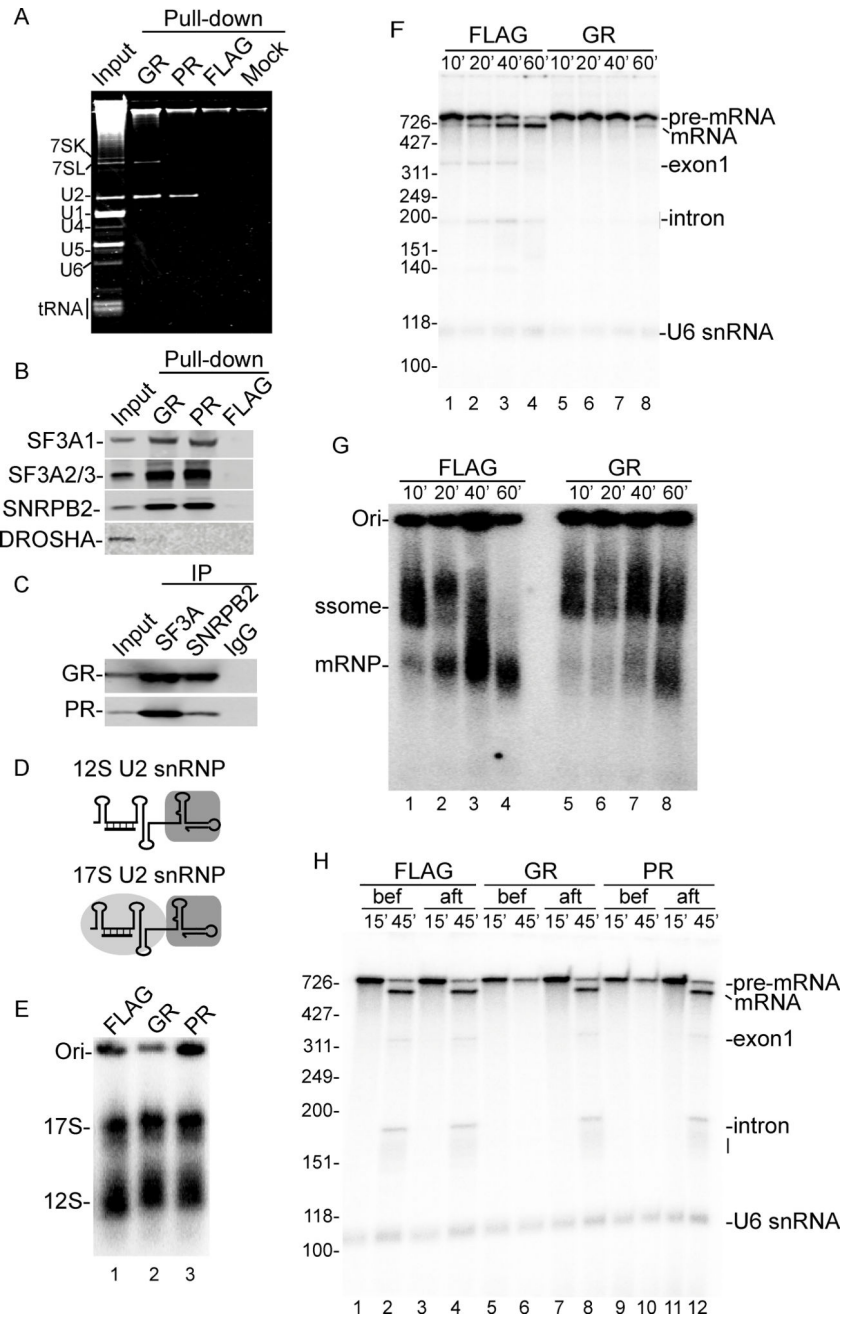 A
Pull-down
Input GR PR FLAG Mock
7SK
7SL
U2
U1
U4
U5
U6
tRNA
B
Pull-down
Input GR PR FLAG
SF3A1-
SF3A2/3-
SNRPB2-
DROSHA-
C
IP
Input SF3A SNRPB2 IgG
GR-
PR-
D
12S U2 snRNP
17S U2 snRNP
E
FLAG GR PR
Ori-
17S-
12S-
1 2 3
F
FLAG GR
10' 20' 40' 60' 10' 20' 40' 60'
726-
427-
311-
249-
200-
151-
140-
118-
100-
-pre-mRNA
mRNA
-exon1
-intron
-U6 snRNA
1 2 3 4 5 6 7 8
G
FLAG GR
10' 20' 40' 60' 10' 20' 40' 60'
Ori-
ssome-
mRNP-
1 2 3 4 5 6 7 8
H
FLAG GR PR
bef aft bef aft bef aft
15' 45' 15' 45' 15' 45' 15' 45' 15' 45' 15' 45'
726-
427-
311-
249-
200-
151-
118-
100-
-pre-mRNA
mRNA
-exon1
-intron
-U6 snRNA
1 2 3 4 5 6 7 8 9 10 11 12